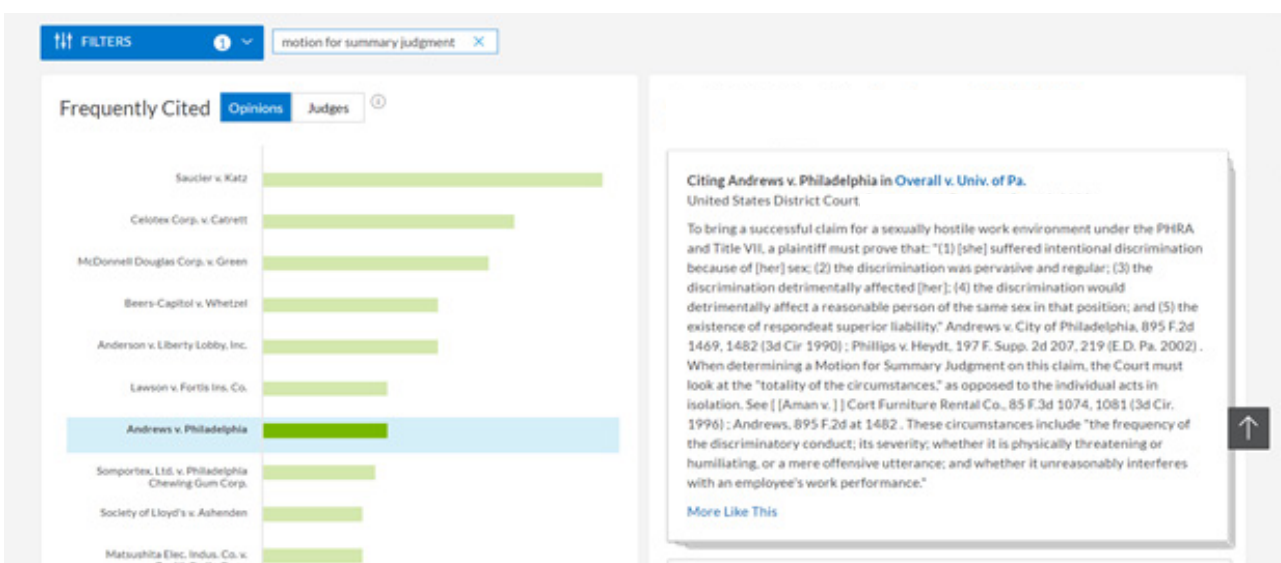 FILTERS 1
motion for summary judgment X
Frequently Cited Opinions Judges i
Saucier v. Katz
Celotex Corp. v. Catrett
McDonnell Douglas Corp. v. Green
Beers-Capitol v. Whetzel
Anderson v. Liberty Lobby, Inc.
Lawson v. Fortis Ins. Co.
Andrews v. Philadelphia
Somportex, Ltd. v. Philadelphia
Chewing Gum Corp.
Society of Lloyd's v. Ashenden
Matsushita Elec. Indus. Co. v.
Citing Andrews v. Philadelphia in Overall v. Univ. of Pa.
United States District Court
To bring a successful claim for a sexually hostile work environment under the PHRA
and Title VII, a plaintiff must prove that: "(1) [she] suffered intentional discrimination
because of [her] sex; (2) the discrimination was pervasive and regular; (3) the
discrimination detrimentally affected [her]; (4) the discrimination would
detrimentally affect a reasonable person of the same sex in that position; and (5) the
existence of respondeat superior liability." Andrews v. City of Philadelphia, 895 F.2d
1469, 1482 (3d Cir 1990) ; Phillips v. Heydt, 197 F. Supp. 2d 207, 219 (E.D. Pa. 2002) .
When determining a Motion for Summary Judgment on this claim, the Court must
look at the "totality of the circumstances," as opposed to the individual acts in
isolation. See [ [Aman v. ] ] Cort Furniture Rental Co., 85 F.3d 1074, 1081 (3d Cir.
1996) ; Andrews, 895 F.2d at 1482 . These circumstances include "the frequency of
the discriminatory conduct; its severity; whether it is physically threatening or
humiliating, or a mere offensive utterance; and whether it unreasonably interferes
with an employee's work performance."
More Like This